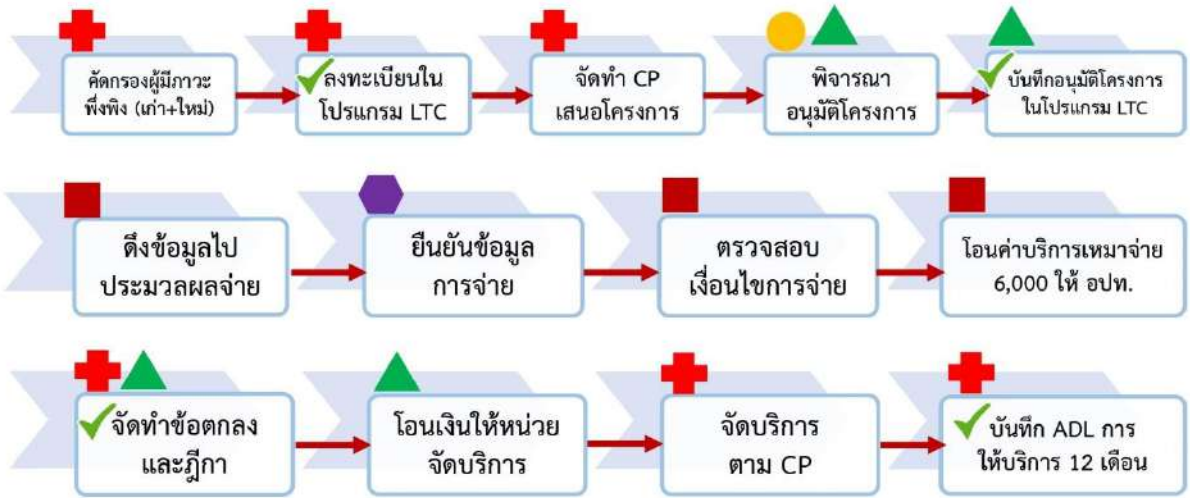 คัดกรองผู้มีภาวะ
พึ่งพิง (เก่า+ใหม่)
ลงทะเบียนใน
โปรแกรม LTC
จัดทำ CP
เสนอโครงการ
พิจารณา
อนุมัติโครงการ
บันทึกอนุมัติโครงการ
ในโปรแกรม LTC
ดึงข้อมูลไป
ประมวลผลจ่าย
ยืนยันข้อมูล
การจ่าย
ตรวจสอบ
เงื่อนไขการจ่าย
โอนค่าบริการเหมาจ่าย
6,000 ให้ อปท.
จัดทำข้อตกลง
และฎีกา
โอนเงินให้หน่วย
จัดบริการ
จัดบริการ
ตาม CP
บันทึก ADL การ
ให้บริการ 12 เดือน